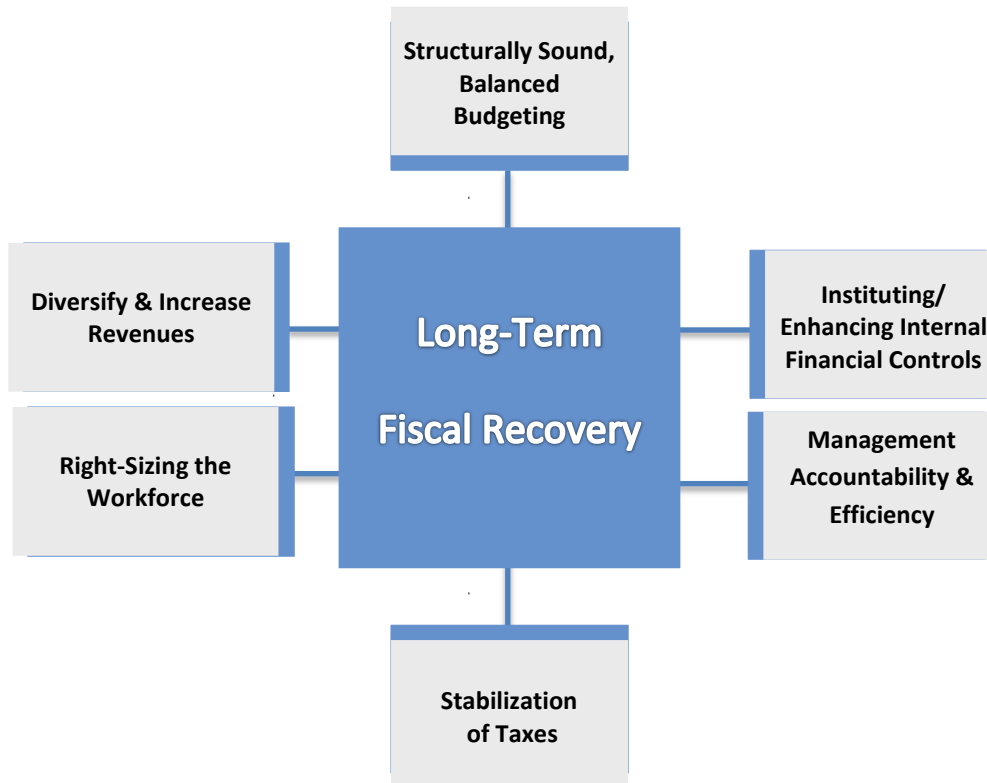 Structurally Sound,
Balanced
Budgeting
Diversify & Increase
Revenues
Long-Term
Fiscal Recovery
Instituting/
Enhancing Internal
Financial Controls
Right-Sizing the
Workforce
Management
Accountability &
Efficiency
Stabilization
of Taxes